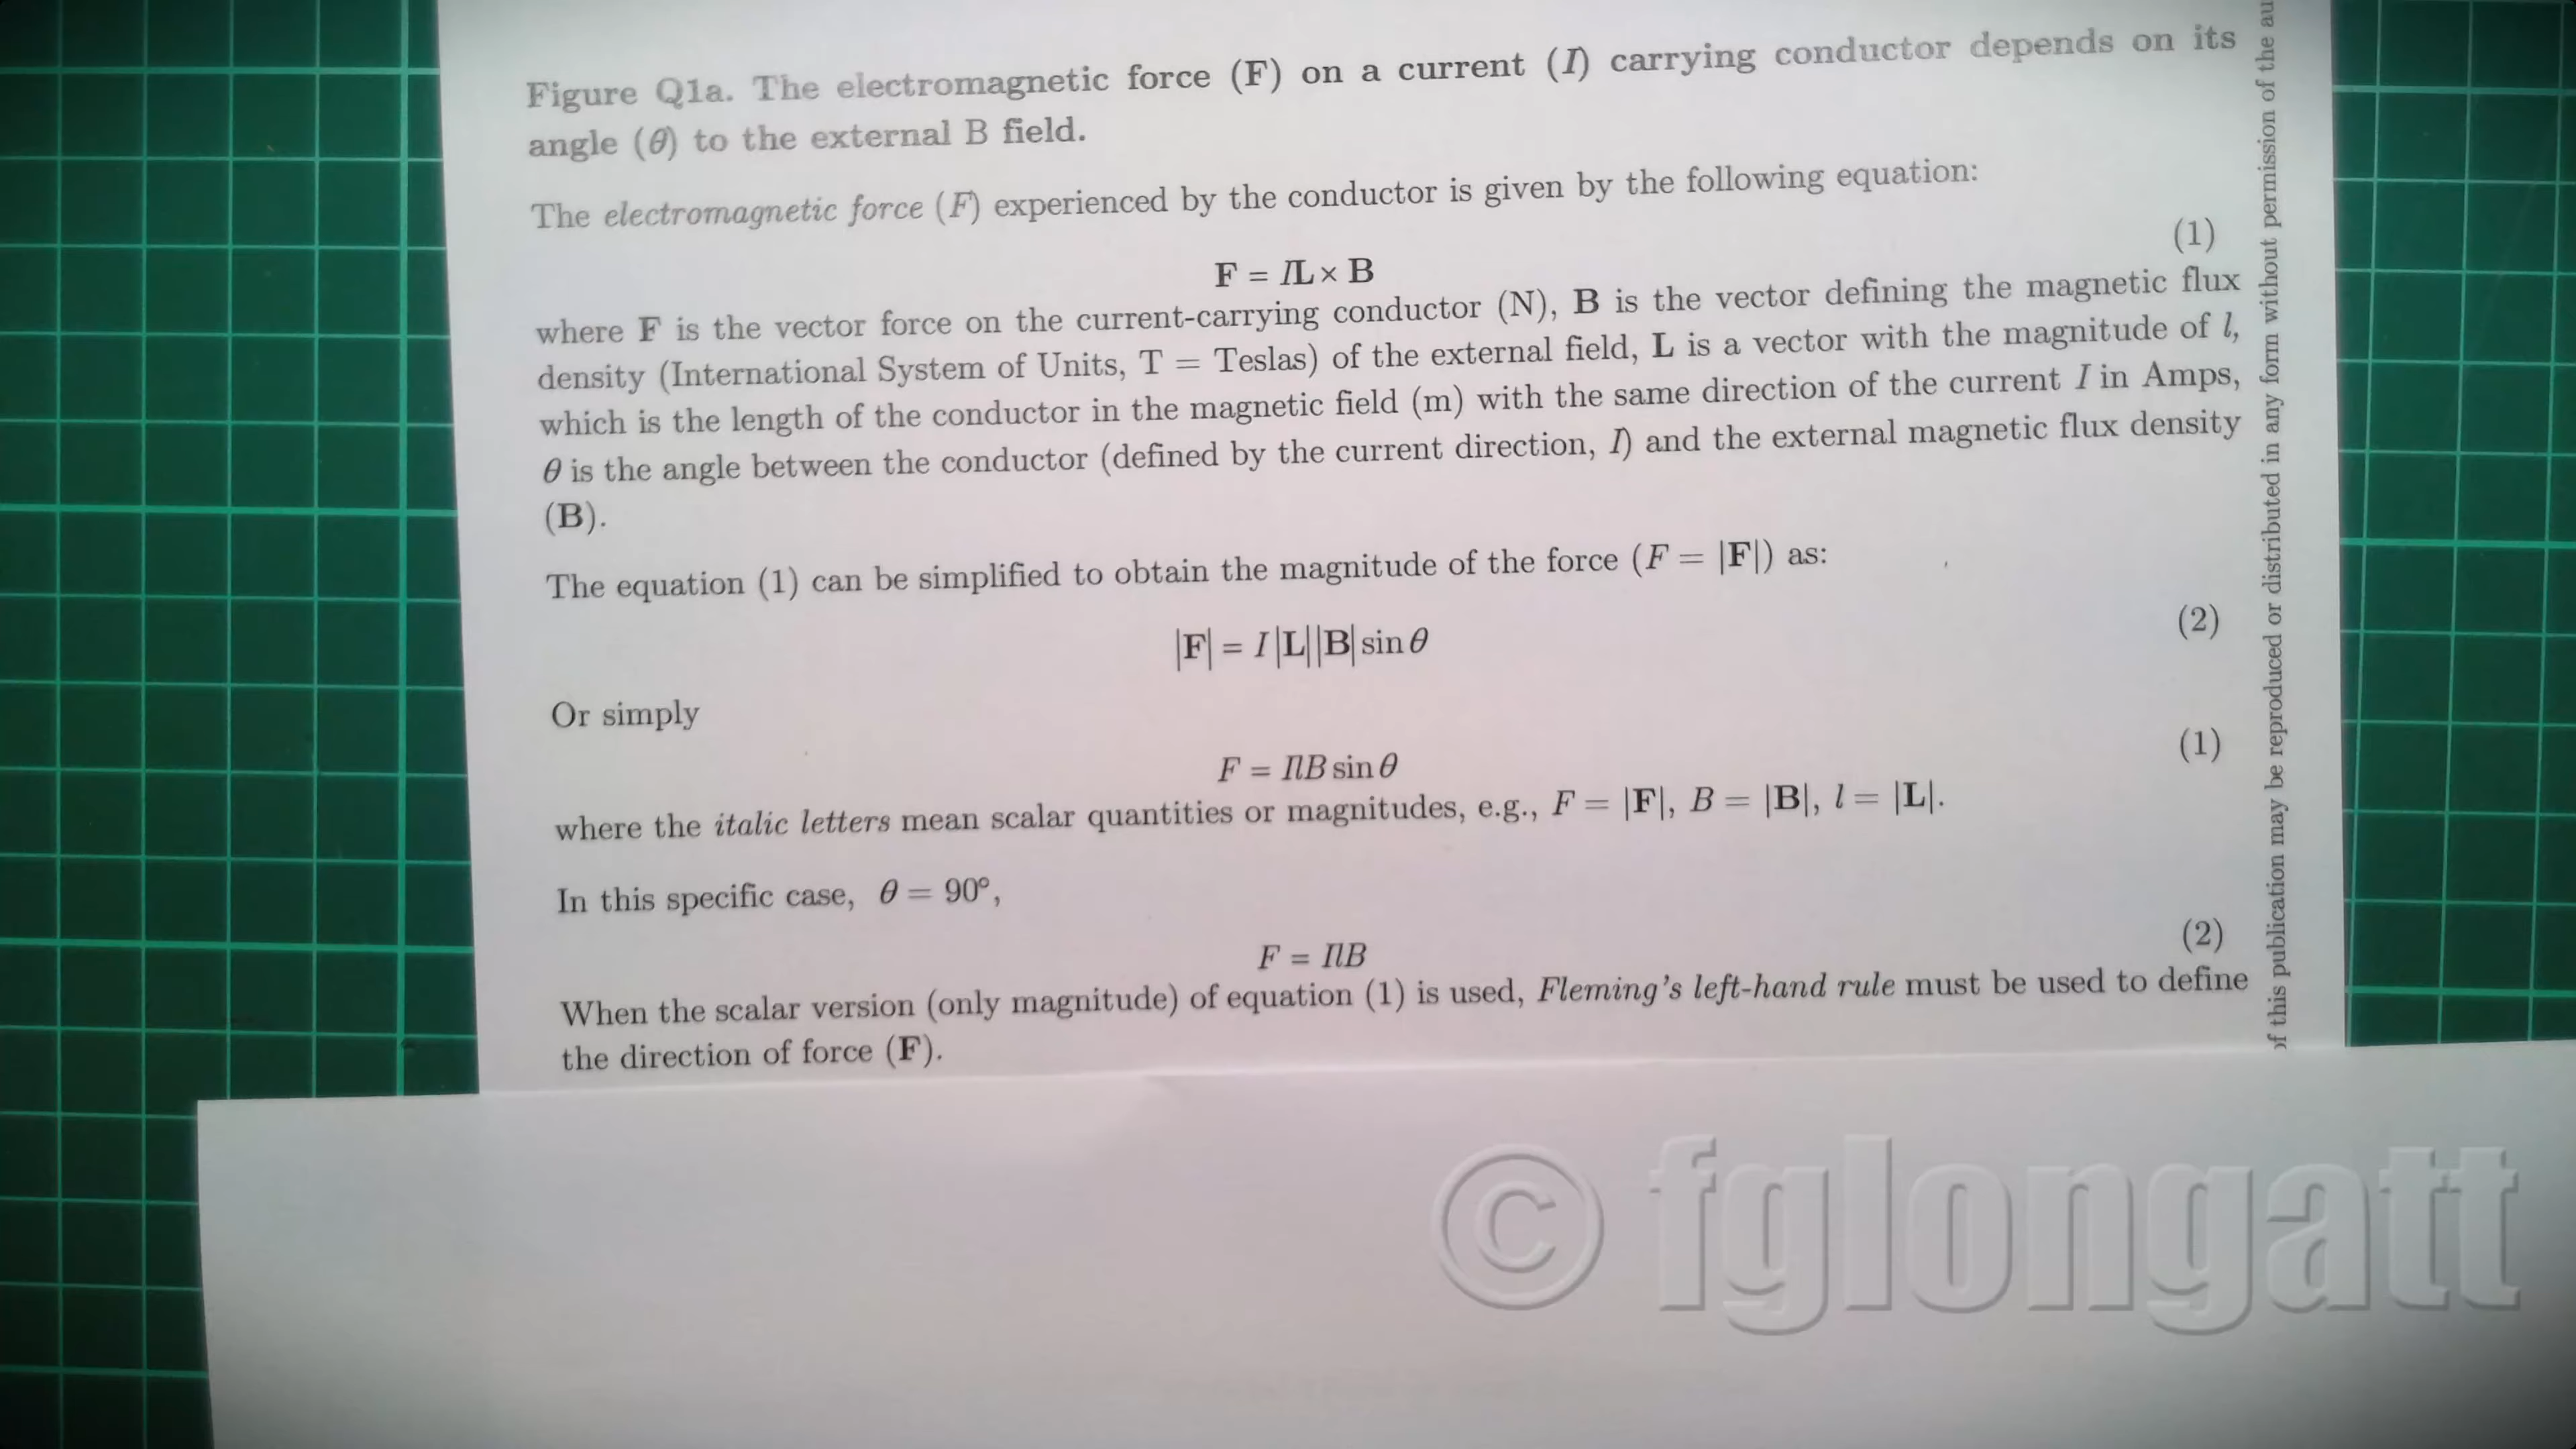 Figure Q1a. The electromagnetic force (F) on a current (I) carrying conductor depends on its
angle (θ) to the external B field.
The electromagnetic force (F) experienced by the conductor is given by the following equation:
F = IL × B (1)
where F is the vector force on the current-carrying conductor (N), B is the vector defining the magnetic flux
density (International System of Units, T = Teslas) of the external field, L is a vector with the magnitude of l,
which is the length of the conductor in the magnetic field (m) with the same direction of the current I in Amps,
θ is the angle between the conductor (defined by the current direction, I) and the external magnetic flux density
(B).
The equation (1) can be simplified to obtain the magnitude of the force (F = |F|) as:
|F| = I |L||B| sin θ (2)
Or simply
F = IlB sin θ (1)
where the italic letters mean scalar quantities or magnitudes, e.g., F = |F|, B = |B|, l = |L|.
In this specific case, θ = 90°,
F = IlB (2)
When the scalar version (only magnitude) of equation (1) is used, Fleming's left-hand rule must be used to define
the direction of force (F).
of this publication may be reproduced or distributed in any form without permission of the au
© fglongatt